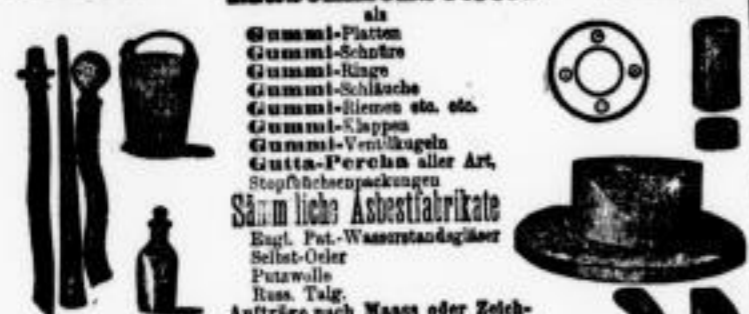 als
Gummi-Platten
Gummi-Schnüre
Gummi-Ringe
Gummi-Schläuche
Gummi-Riemen etc. etc.
Gummi-Klappen
Gummi-Ventilkugeln
Gutta-Percha aller Art,
Stopfbüchsenpackungen
Sämmtliche Asbestfabrikate
Engl. Pat.-Wasserstandsgläser
Selbst-Oeler
Putzwolle
Russ. Talg.
Aufträge nach Maass oder Zeich-